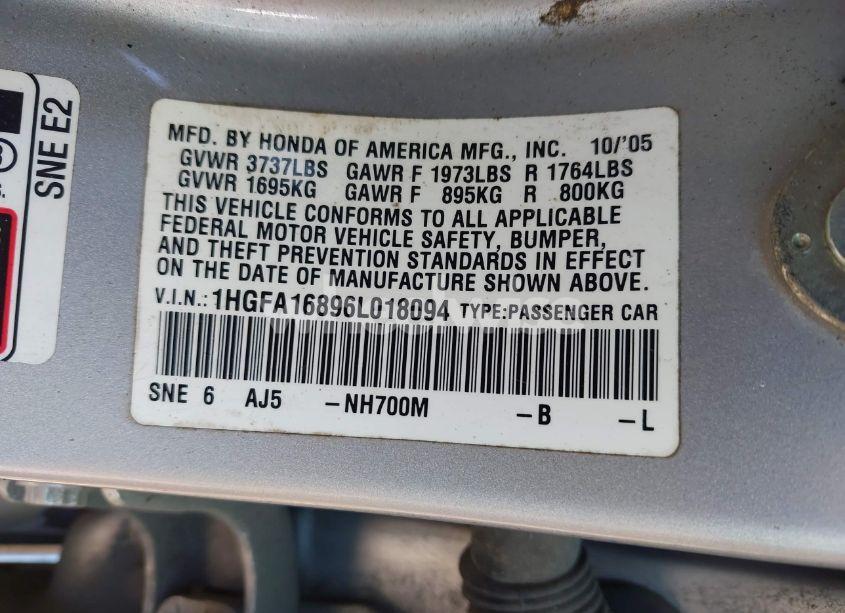 SNE E2
MFD. BY HONDA OF AMERICA MFG., INC. 10/'05
GVWR 3737LBS GAWR F 1973LBS R 1764LBS
GVWR 1695KG GAWR F 895KG R 800KG
THIS VEHICLE CONFORMS TO ALL APPLICABLE
FEDERAL MOTOR VEHICLE SAFETY, BUMPER,
AND THEFT PREVENTION STANDARDS IN EFFECT
ON THE DATE OF MANUFACTURE SHOWN ABOVE.
V.I.N.: 1HGFA16896L018094 TYPE:PASSENGER CAR
SNE 6 AJ5 -NH700M -B -L